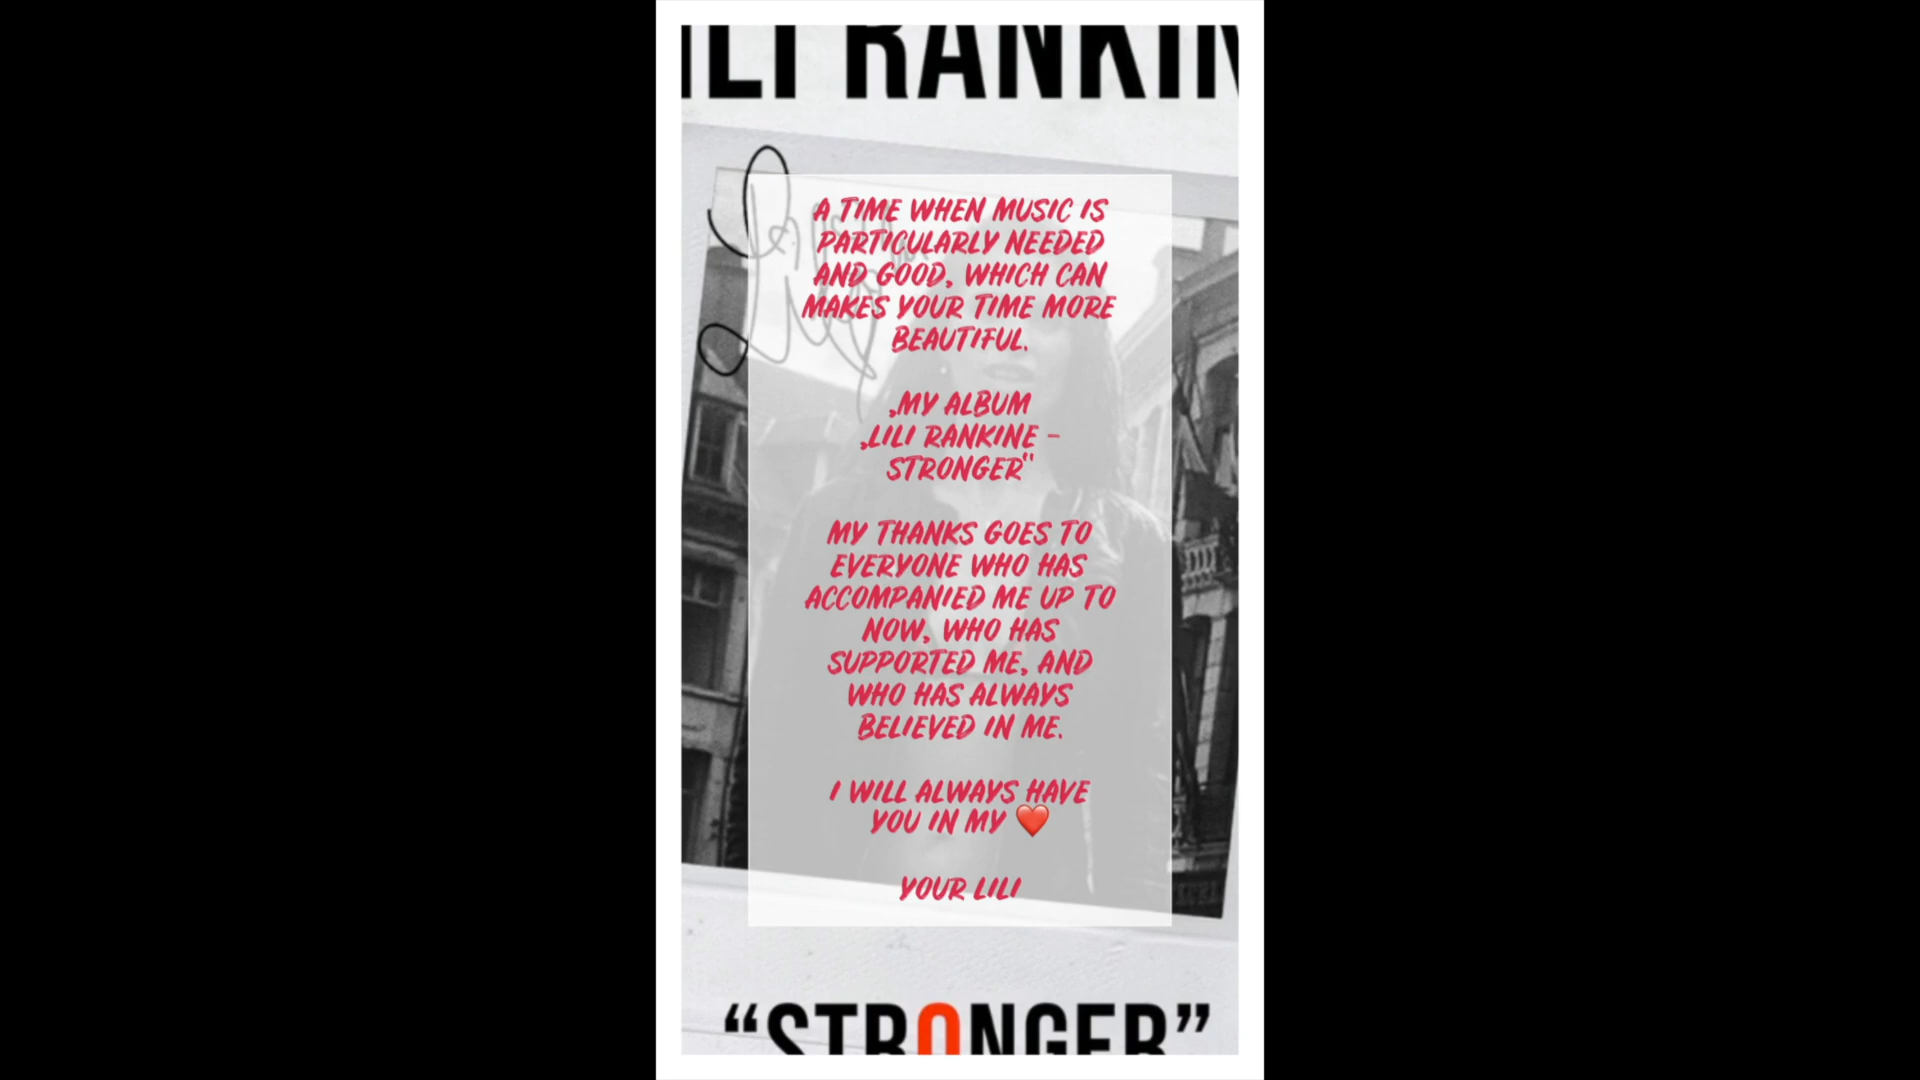 LILI RANKIN
A TIME WHEN MUSIC IS
PARTICULARLY NEEDED
AND GOOD, WHICH CAN
MAKES YOUR TIME MORE
BEAUTIFUL.
„MY ALBUM
„LILI RANKINE -
STRONGER“
MY THANKS GOES TO
EVERYONE WHO HAS
ACCOMPANIED ME UP TO
NOW, WHO HAS
SUPPORTED ME, AND
WHO HAS ALWAYS
BELIEVED IN ME.
I WILL ALWAYS HAVE
YOU IN MY ❤️
YOUR LILI
“STRONGER”